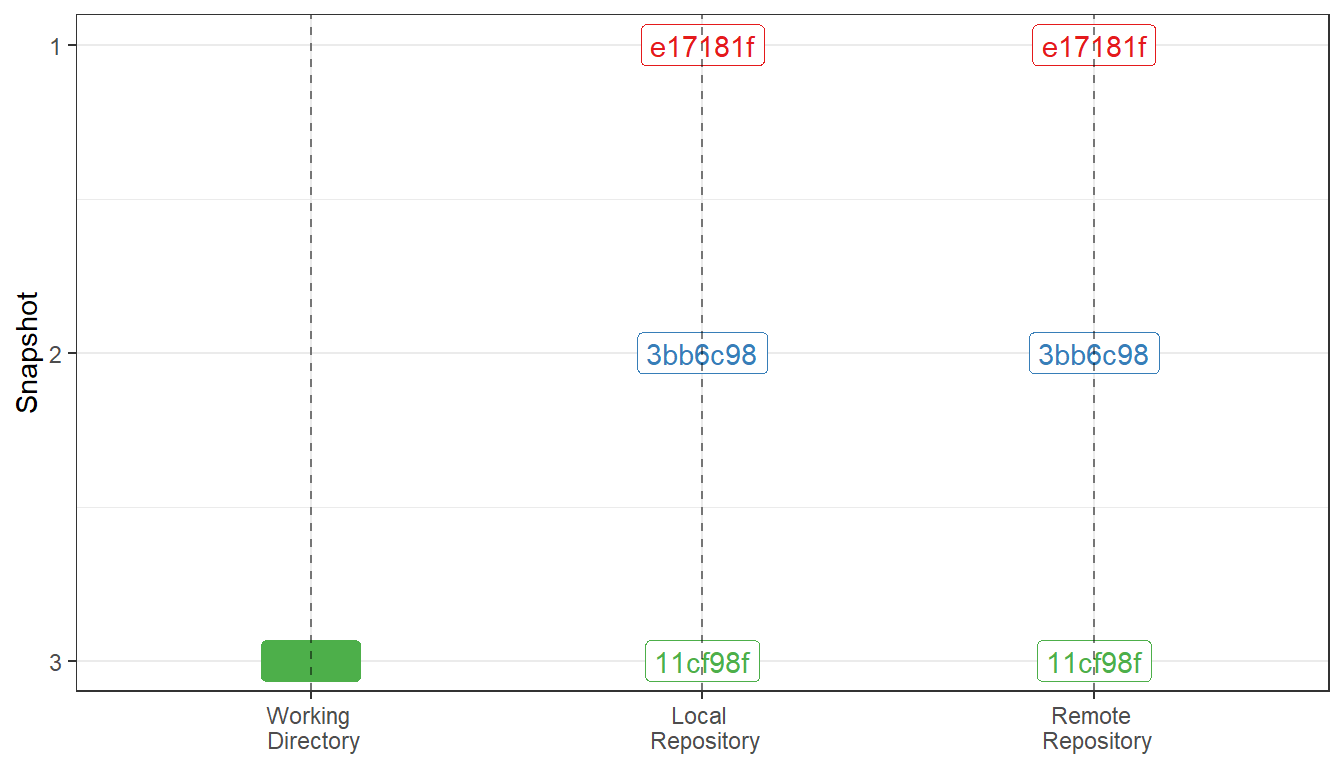 Snapshot
1
e17181f
e17181f
2
3bb6c98
3bb6c98
3
11cf98f
11cf98f
Working
Directory
Local
Repository
Remote
Repository